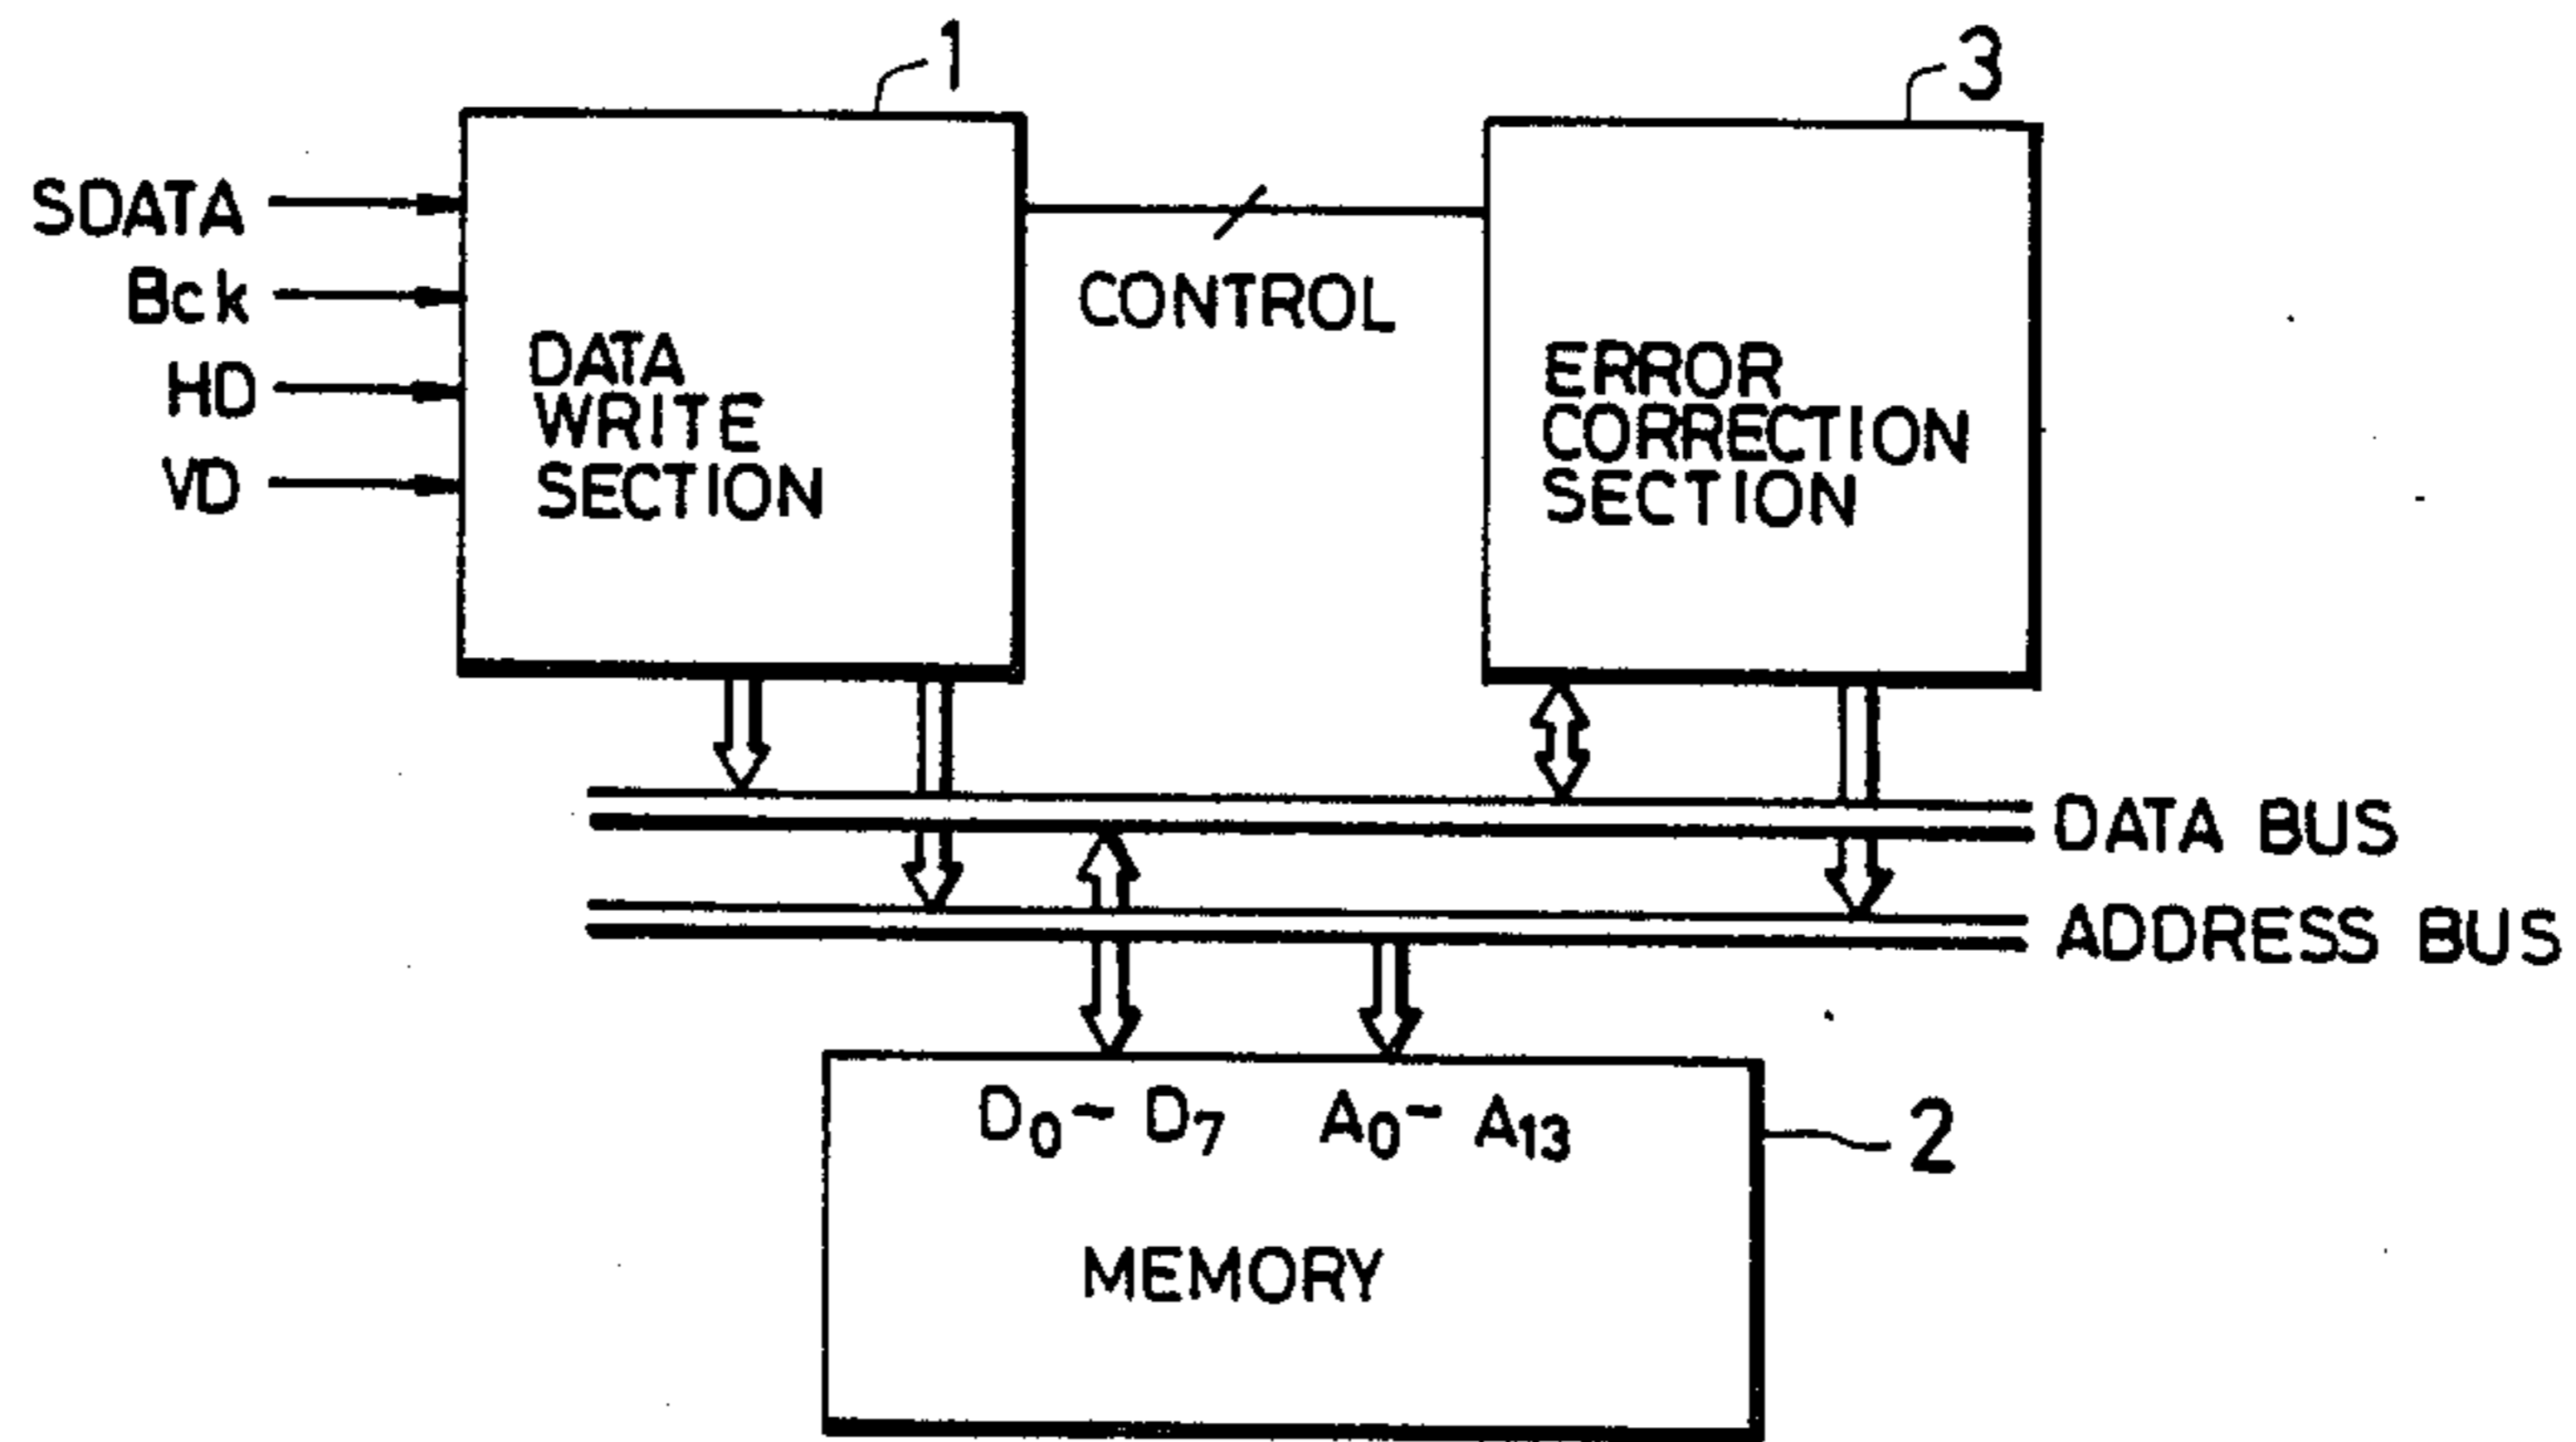 1
3
SDATA
Bck
HD
VD
CONTROL
DATA
WRITE
SECTION
ERROR
CORRECTION
SECTION
DATA BUS
ADDRESS BUS
D0 ~ D7 A0 ~ A13
2
MEMORY